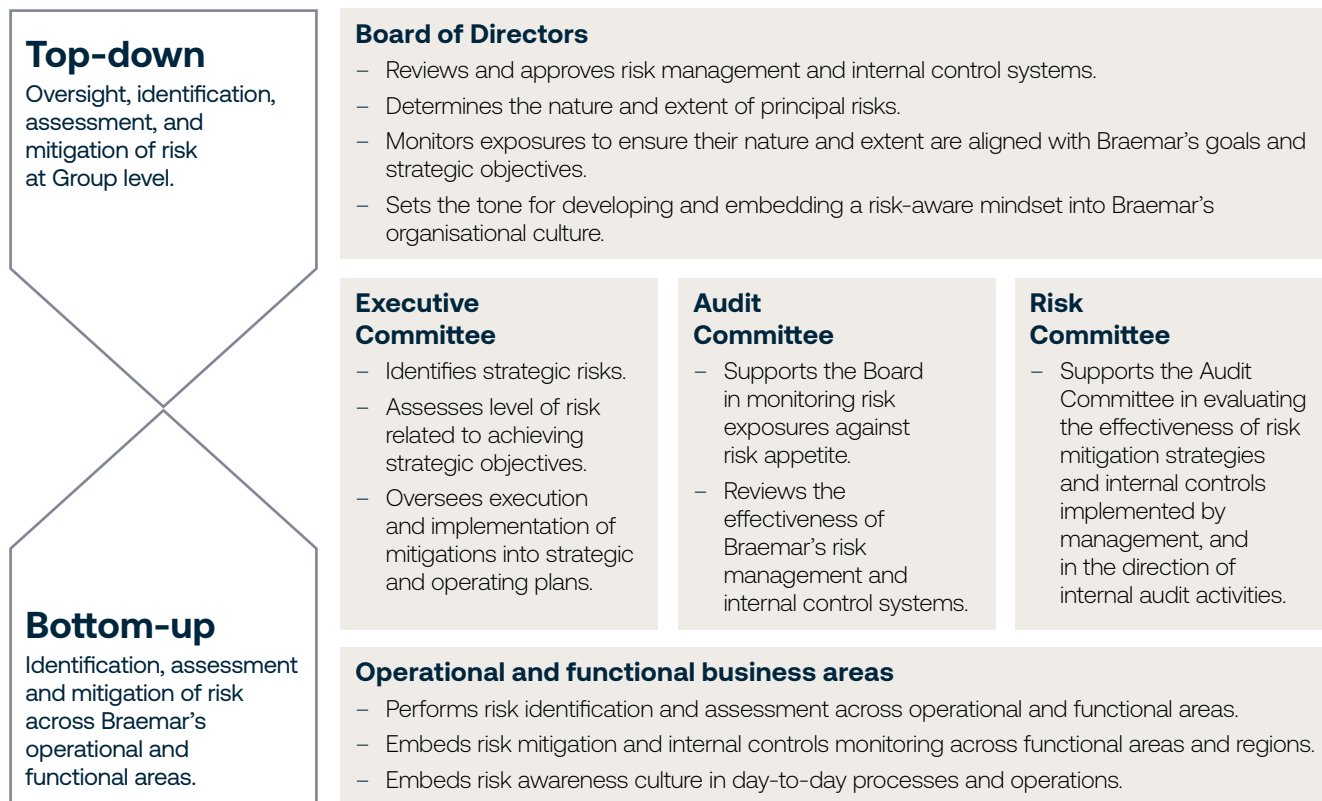 Top-down
Oversight, identification,
assessment, and
mitigation of risk
at Group level.
Board of Directors
– Reviews and approves risk management and internal control systems.
– Determines the nature and extent of principal risks.
– Monitors exposures to ensure their nature and extent are aligned with Braemar’s goals and
strategic objectives.
– Sets the tone for developing and embedding a risk-aware mindset into Braemar’s
organisational culture.
Executive
Committee
– Identifies strategic risks.
– Assesses level of risk
related to achieving
strategic objectives.
– Oversees execution
and implementation of
mitigations into strategic
and operating plans.
Audit
Committee
– Supports the Board
in monitoring risk
exposures against
risk appetite.
– Reviews the
effectiveness of
Braemar’s risk
management and
internal control systems.
Risk
Committee
– Supports the Audit
Committee in evaluating
the effectiveness of risk
mitigation strategies
and internal controls
implemented by
management, and
in the direction of
internal audit activities.
Bottom-up
Identification, assessment
and mitigation of risk
across Braemar’s
operational and
functional areas.
Operational and functional business areas
– Performs risk identification and assessment across operational and functional areas.
– Embeds risk mitigation and internal controls monitoring across functional areas and regions.
– Embeds risk awareness culture in day-to-day processes and operations.